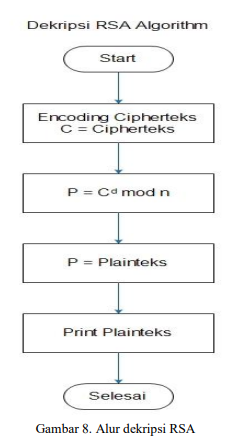 Dekripsi RSA Algorithm
Start
Encoding Cipherteks
C = Cipherteks
P = Cᵈ mod n
P = Plainteks
Print Plainteks
Selesai
Gambar 8. Alur dekripsi RSA